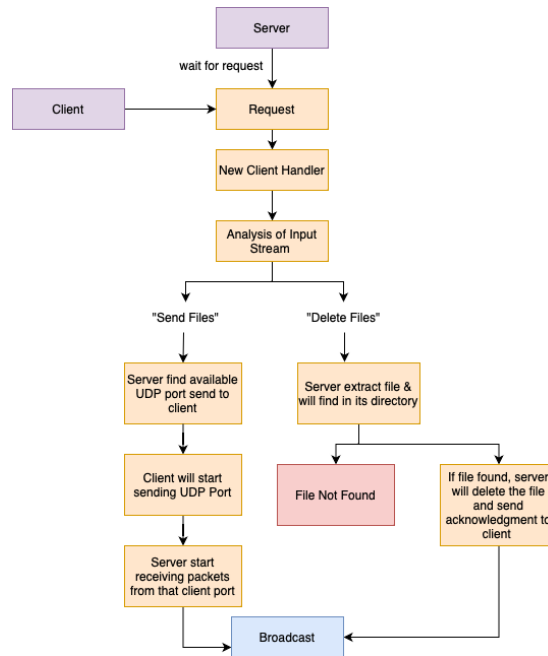 Server
wait for request
Client
Request
New Client Handler
Analysis of Input
Stream
"Send Files"
"Delete Files"
Server find available
UDP port send to
client
Server extract file &
will find in its directory
Client will start
sending UDP Port
File Not Found
If file found, server
will delete the file
and send
acknowledgment to
client
Server start
receiving packets
from that client port
Broadcast